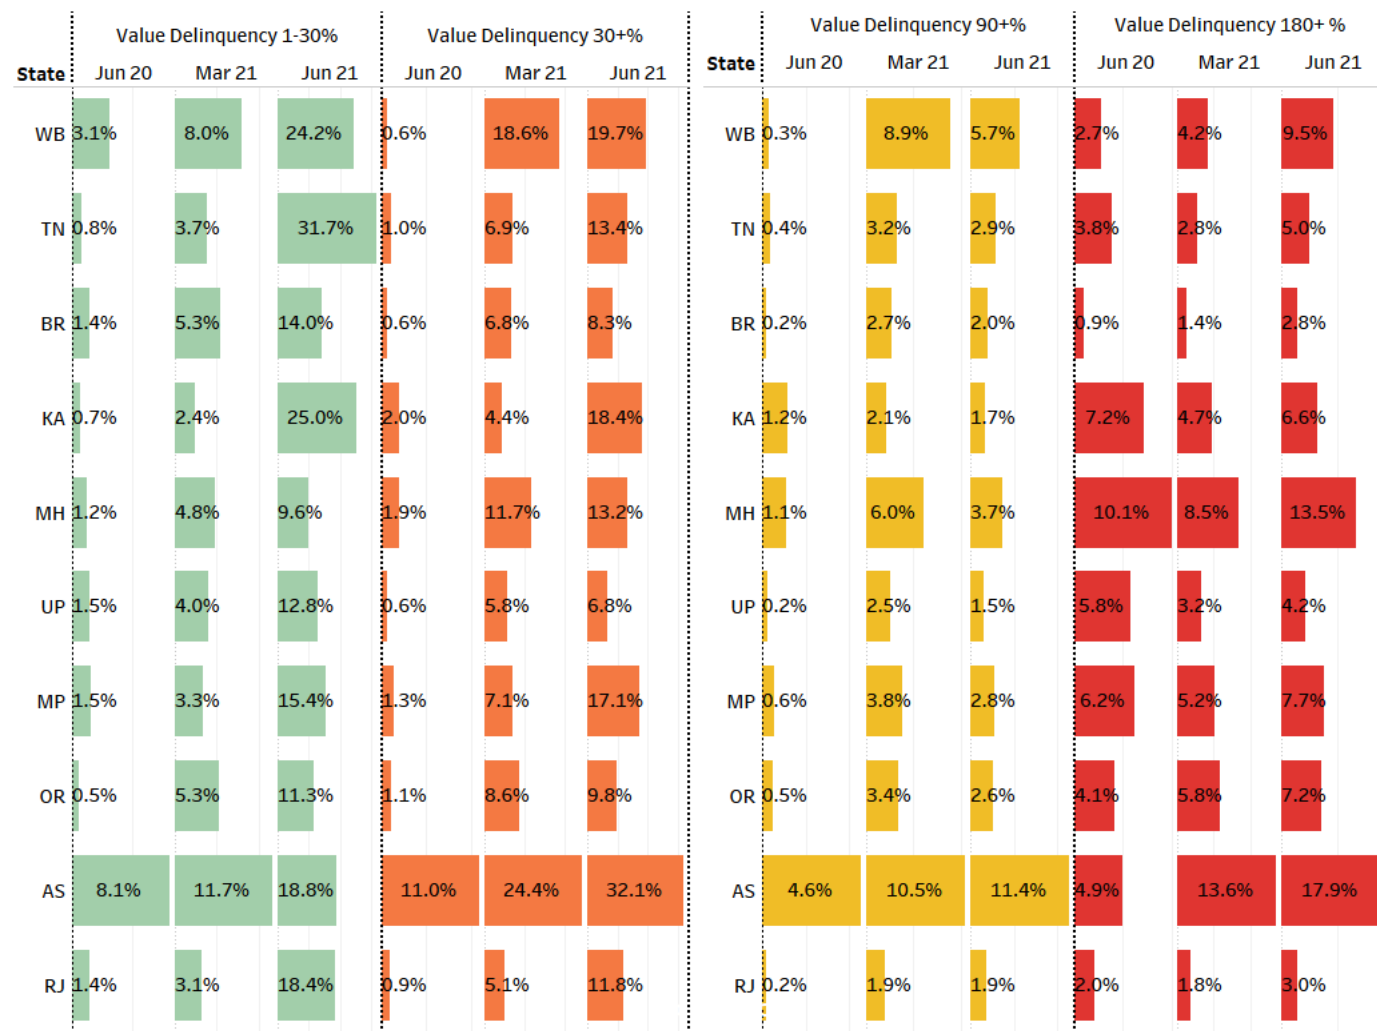 Value Delinquency 1-30% Value Delinquency 30+% Value Delinquency 90+% Value Delinquency 180+ %
State Jun 20 Mar 21 Jun 21 Jun 20 Mar 21 Jun 21 State Jun 20 Mar 21 Jun 21 Jun 20 Mar 21 Jun 21
WB 3.1% 8.0% 24.2% 0.6% 18.6% 19.7% WB 0.3% 8.9% 5.7% 2.7% 4.2% 9.5%
TN 0.8% 3.7% 31.7% 1.0% 6.9% 13.4% TN 0.4% 3.2% 2.9% 3.8% 2.8% 5.0%
BR 1.4% 5.3% 14.0% 0.6% 6.8% 8.3% BR 0.2% 2.7% 2.0% 0.9% 1.4% 2.8%
KA 0.7% 2.4% 25.0% 2.0% 4.4% 18.4% KA 1.2% 2.1% 1.7% 7.2% 4.7% 6.6%
MH 1.2% 4.8% 9.6% 1.9% 11.7% 13.2% MH 1.1% 6.0% 3.7% 10.1% 8.5% 13.5%
UP 1.5% 4.0% 12.8% 0.6% 5.8% 6.8% UP 0.2% 2.5% 1.5% 5.8% 3.2% 4.2%
MP 1.5% 3.3% 15.4% 1.3% 7.1% 17.1% MP 0.6% 3.8% 2.8% 6.2% 5.2% 7.7%
OR 0.5% 5.3% 11.3% 1.1% 8.6% 9.8% OR 0.5% 3.4% 2.6% 4.1% 5.8% 7.2%
AS 8.1% 11.7% 18.8% 11.0% 24.4% 32.1% AS 4.6% 10.5% 11.4% 4.9% 13.6% 17.9%
RJ 1.4% 3.1% 18.4% 0.9% 5.1% 11.8% RJ 0.2% 1.9% 1.9% 2.0% 1.8% 3.0%